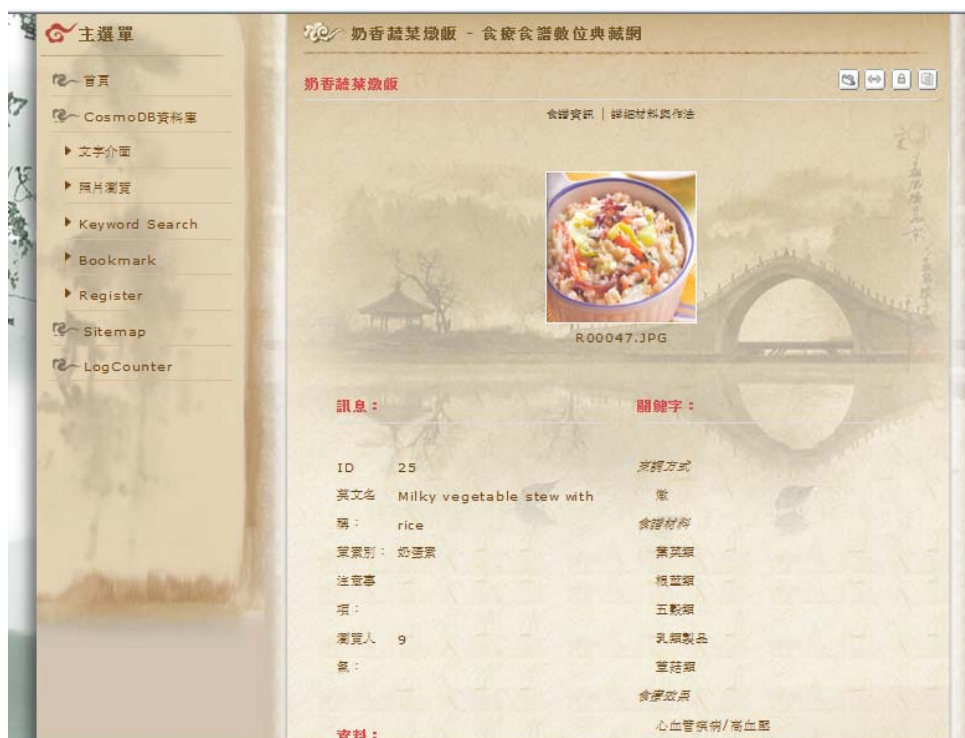 主選單
首頁
CosmoDB資料庫
文字介面
照片瀏覽
Keyword Search
Bookmark
Register
Sitemap
LogCounter
奶香蔬菜燉飯 - 食療食譜數位典藏網
奶香蔬菜燉飯
食譜資訊 | 詳細材料與作法
R00047.JPG
訊息：
ID 25
英文名 Milky vegetable stew with
稱： rice
葷素別： 奶蛋素
注意事
項：
瀏覽人 9
氣：
資料：
關鍵字：
烹調方式
燉
食譜材料
葉菜類
根莖類
五穀類
乳類製品
蕈菇類
食療效果
心血管疾病/高血壓